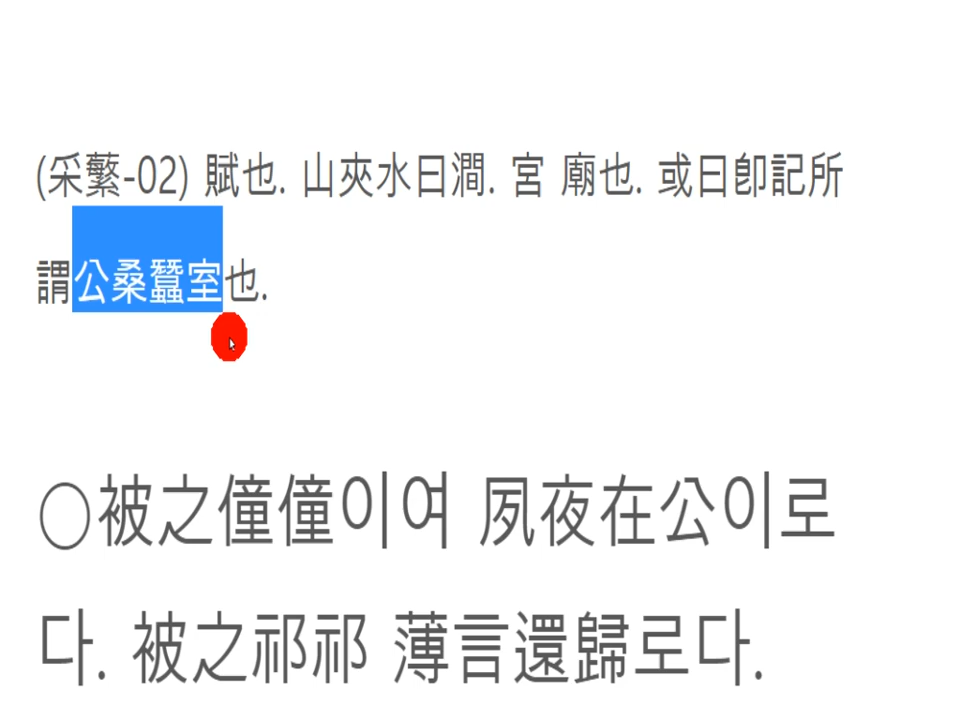 (采蘩-02) 賦也. 山夾水曰澗. 宮 廟也. 或曰卽記所
謂公桑蠶室也.
○被之僮僮이여 夙夜在公이로
다. 被之祁祁 薄言還歸로다.